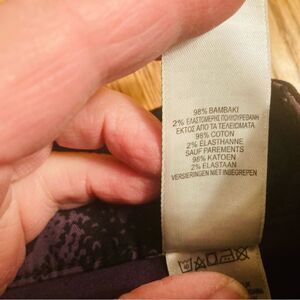 98% ΒΑΜΒΑΚΙ
2% ΕΛΑΣΤΟΜΕΡΗΣ ΠΟΛΥΟΥΡΕΘΑΝΗ
ΕΚΤΟΣ ΑΠΟ ΤΑ ΤΕΛΕΙΩΜΑΤΑ
98% COTON
2% ELASTHANNE
SAUF PAREMENTS
98% KATOEN
2% ELASTAAN
VERSIERINGEN NIET INBEGREPEN